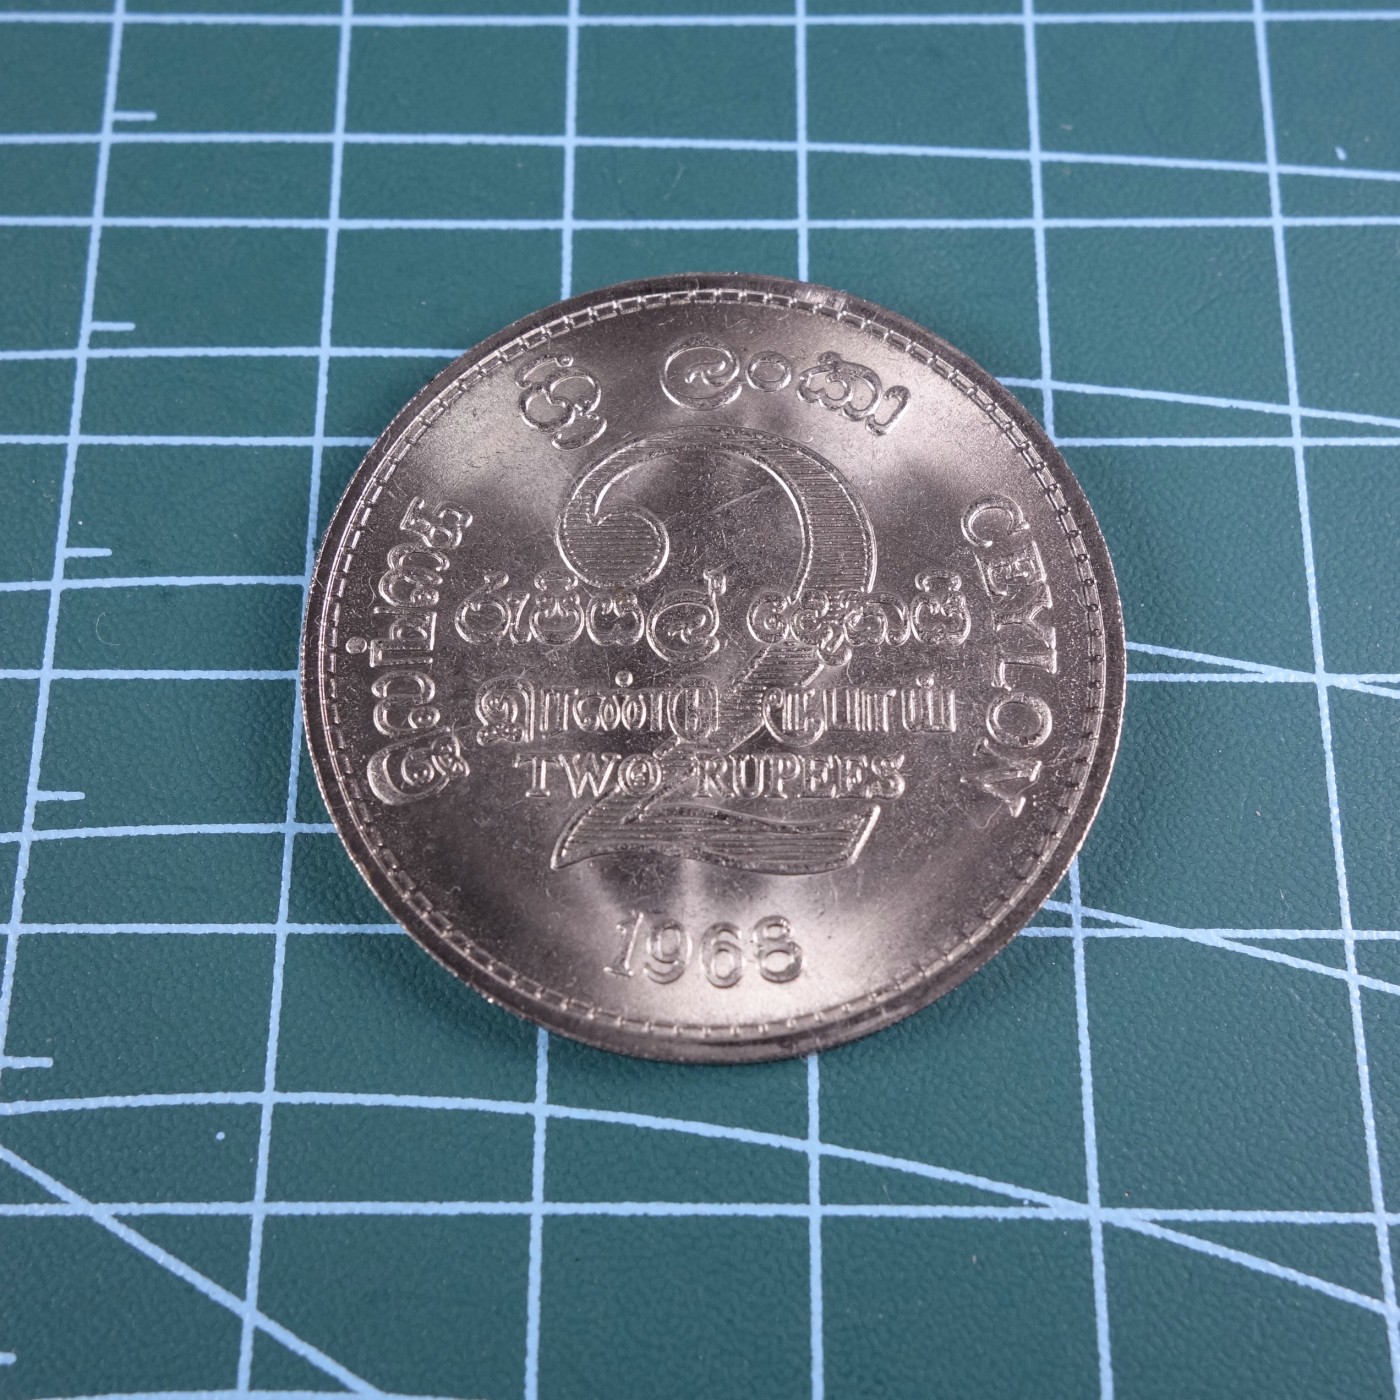 ශ්‍රී ලංකා
இலங்கை
CEYLON
2
රුපියල් දෙකයි
இரண்டு ரூபாய்
TWO RUPEES
1968